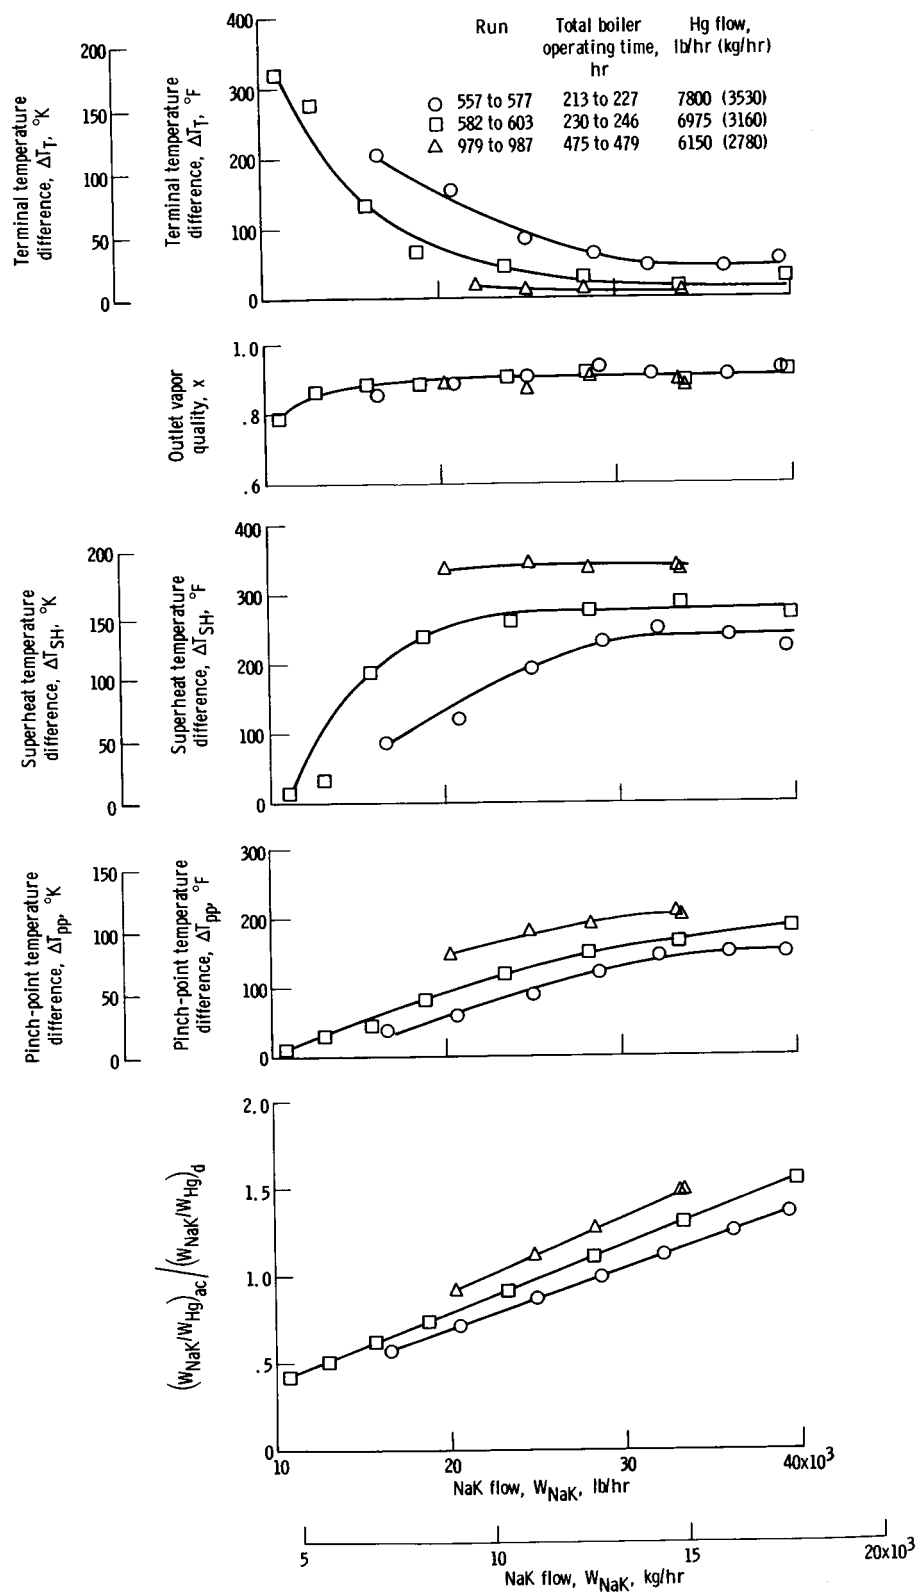 Run
Total boiler operating time, hr
Hg flow, lb/hr (kg/hr)
○ 557 to 577 213 to 227 7800 (3530)
□ 582 to 603 230 to 246 6975 (3160)
△ 979 to 987 475 to 479 6150 (2780)
Terminal temperature
difference, ΔT_T, °K
200
150
100
50
0
Terminal temperature
difference, ΔT_T, °F
400
300
200
100
0
Outlet vapor
quality, x
1.0
.8
.6
Superheat temperature
difference, ΔT_SH, °K
200
150
100
50
0
Superheat temperature
difference, ΔT_SH, °F
400
300
200
100
0
Pinch-point temperature
difference, ΔT_pp, °K
150
100
50
0
Pinch-point temperature
difference, ΔT_pp, °F
300
200
100
0
(W_NaK/W_Hg)_ac/(W_NaK/W_Hg)_d
2.0
1.5
1.0
.5
0
10 20 30 40x10³
NaK flow, W_NaK, lb/hr
5 10 15 20x10³
NaK flow, W_NaK, kg/hr